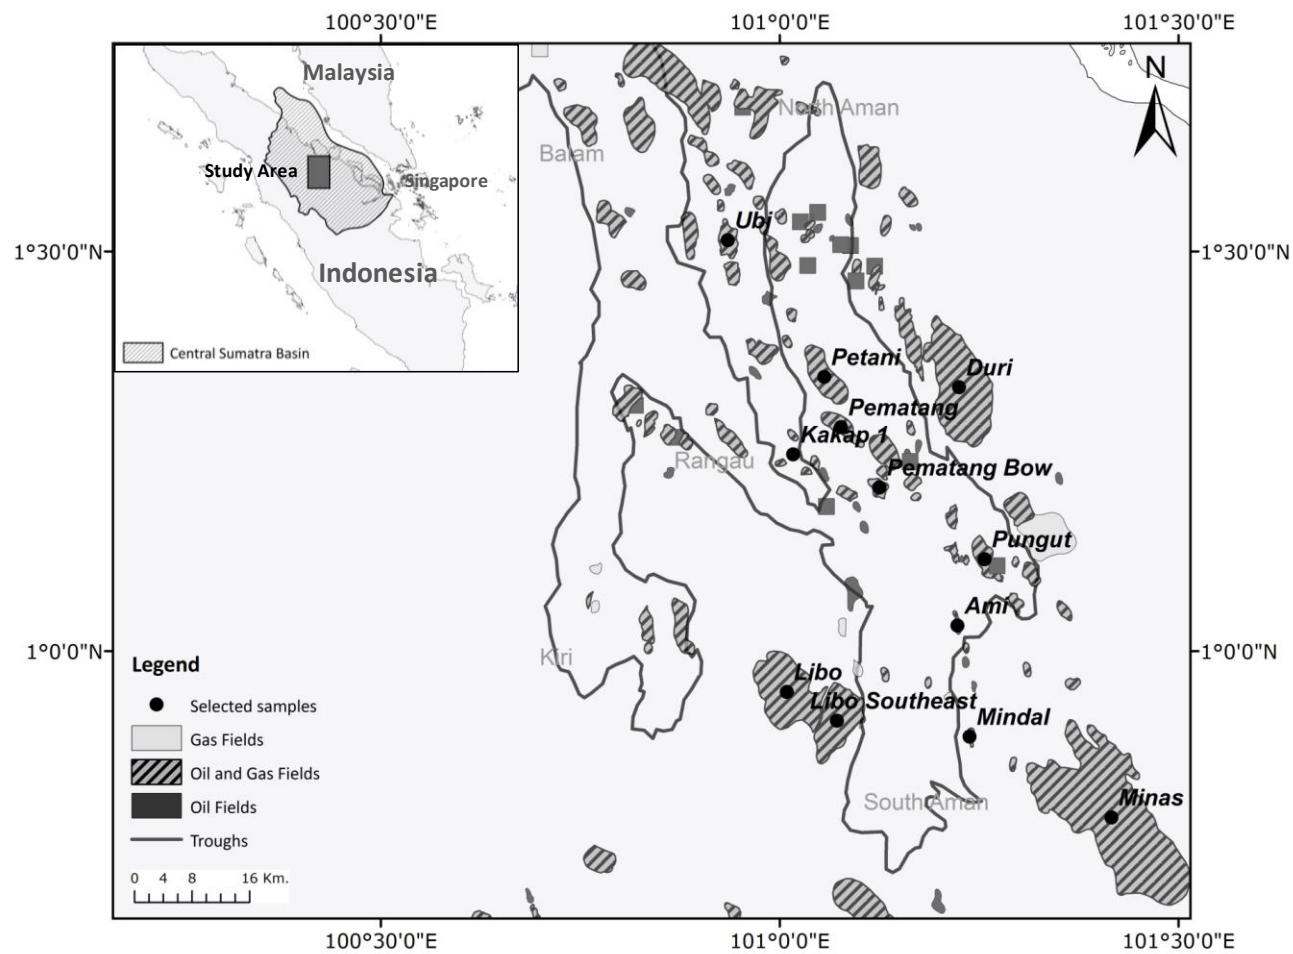 100°30'0"E
101°0'0"E
101°30'0"E
Malaysia
Study Area
Singapore
Indonesia
Central Sumatra Basin
N
North Aman
Balam
Ubi
1°30'0"N
1°30'0"N
Petani
Duri
Pematang
Kakap 1
Rangau
Pematang Bow
Pungut
Ami
1°0'0"N
1°0'0"N
Kiri
Libo
Libo Southeast
Mindal
South Aman
Minas
Legend
Selected samples
Gas Fields
Oil and Gas Fields
Oil Fields
Troughs
0 4 8 16 Km.
100°30'0"E
101°0'0"E
101°30'0"E